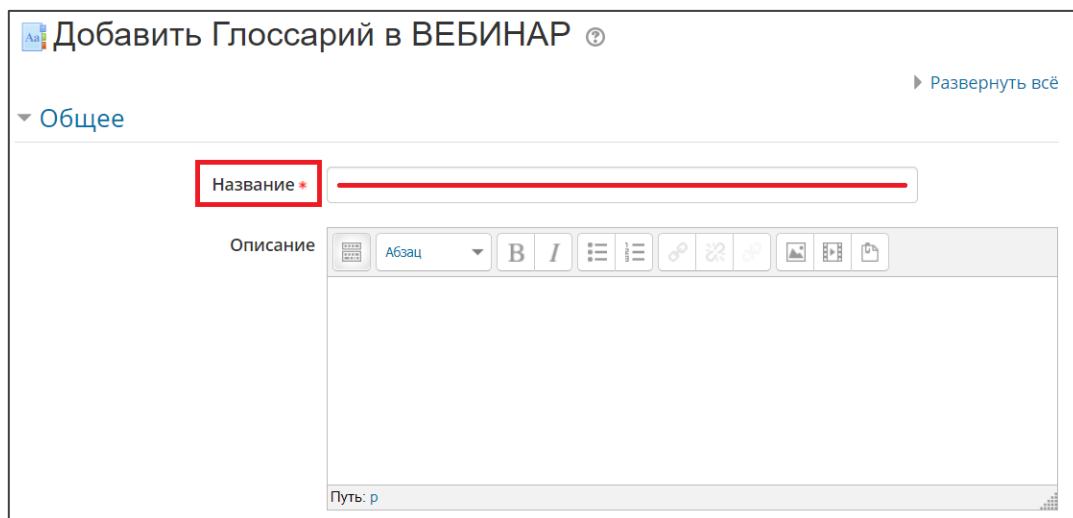 Добавить Глоссарий в ВЕБИНАР
Развернуть всё
Общее
Название *
Описание
Абзац
B I
Путь: p